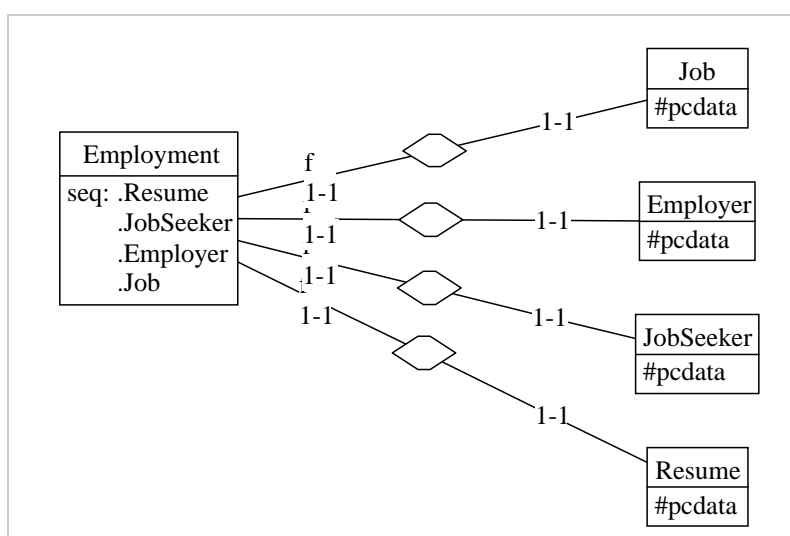 Job
#pcdata
1-1
Employment
f
seq: .Resume
1-1
.JobSeeker
1-1
1-1
Employer
#pcdata
.Employer
1-1
.Job
1-1
1-1
JobSeeker
#pcdata
1-1
Resume
#pcdata